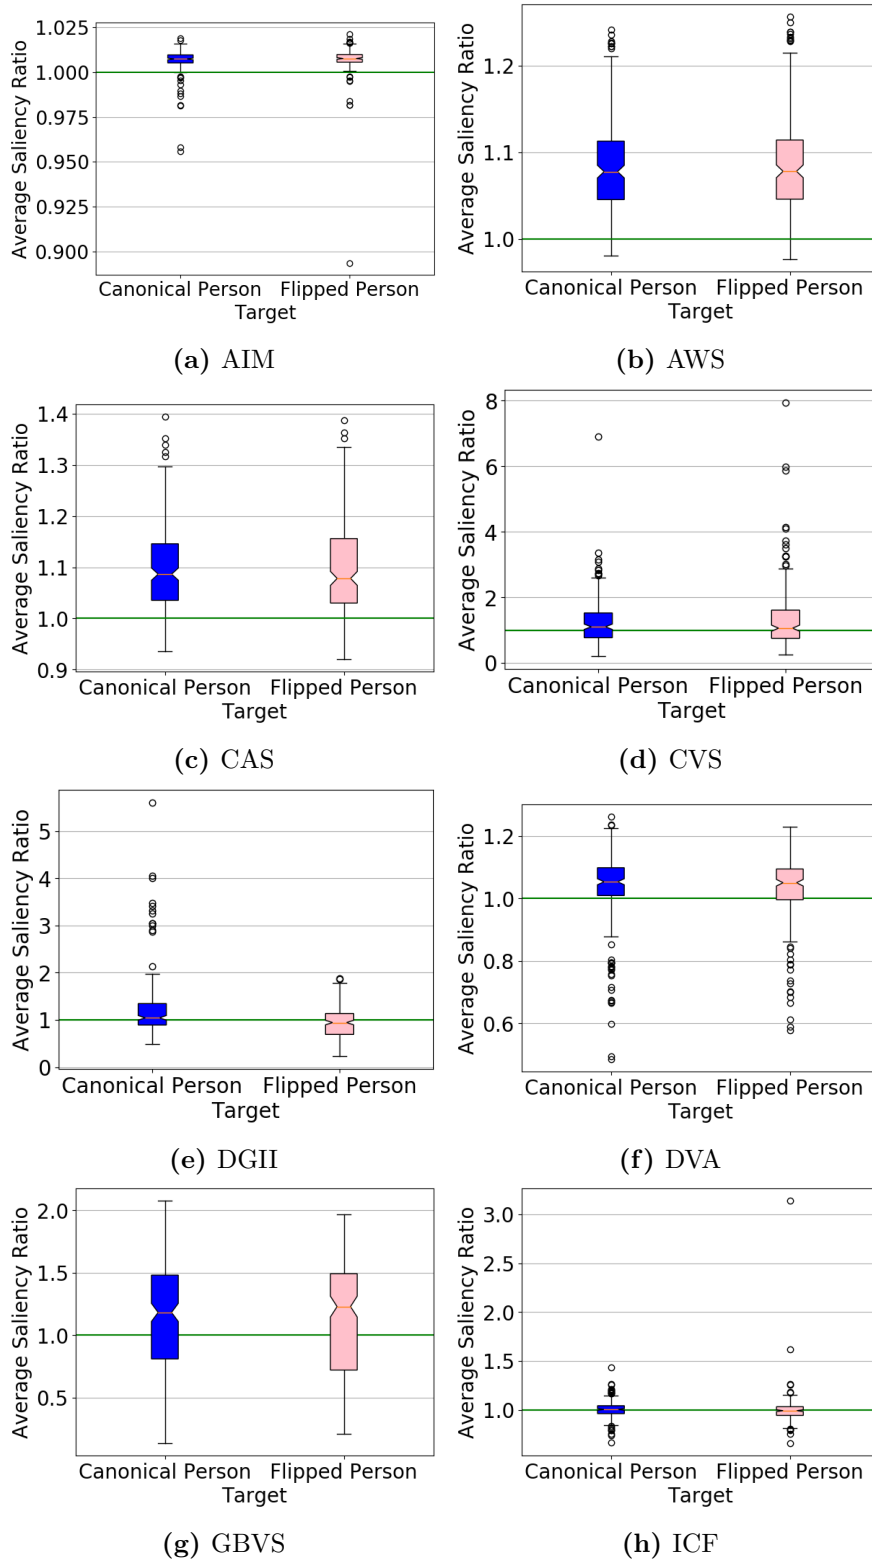 1.025
1.000
0.975
0.950
0.925
0.900
Average Saliency Ratio
Canonical Person Flipped Person
Target
(a) AIM
1.2
1.1
1.0
Average Saliency Ratio
Canonical Person Flipped Person
Target
(b) AWS
1.4
1.3
1.2
1.1
1.0
0.9
Average Saliency Ratio
Canonical Person Flipped Person
Target
(c) CAS
8
6
4
2
0
Average Saliency Ratio
Canonical Person Flipped Person
Target
(d) CVS
5
4
3
2
1
0
Average Saliency Ratio
Canonical Person Flipped Person
Target
(e) DGII
1.2
1.0
0.8
0.6
Average Saliency Ratio
Canonical Person Flipped Person
Target
(f) DVA
2.0
1.5
1.0
0.5
Average Saliency Ratio
Canonical Person Flipped Person
Target
(g) GBVS
3.0
2.5
2.0
1.5
1.0
Average Saliency Ratio
Canonical Person Flipped Person
Target
(h) ICF